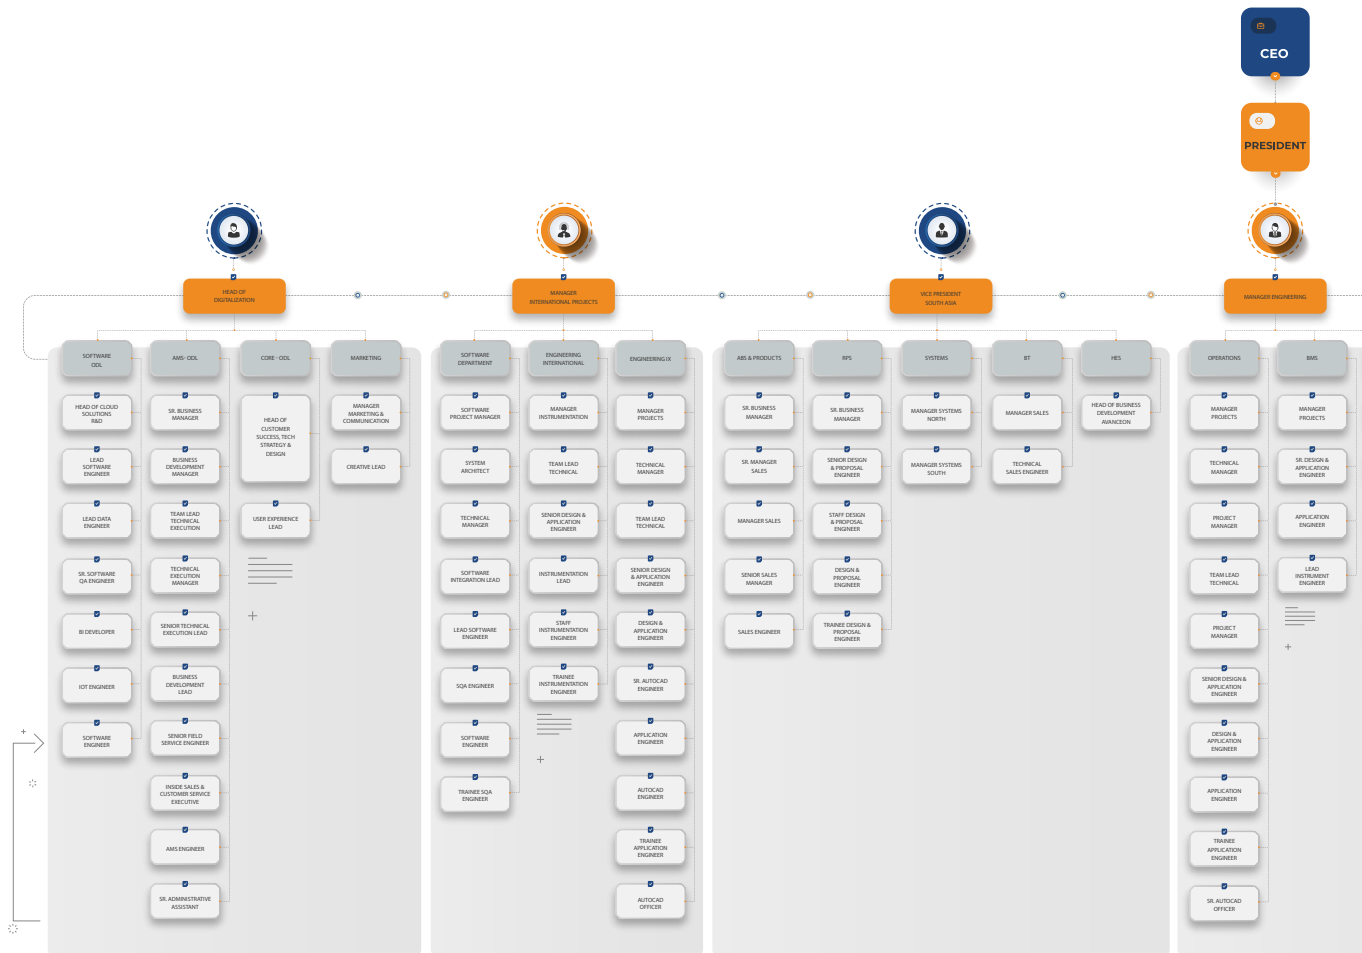 CEO
PRESIDENT
HEAD OF
DIGITALIZATION
MANAGER
INTERNATIONAL PROJECTS
VICE PRESIDENT
SOUTH ASIA
MANAGER ENGINEERING
SOFTWARE
ODL
HEAD OF CLOUD
SOLUTIONS
R&D
LEAD
SOFTWARE
ENGINEER
LEAD DATA
ENGINEER
SR. SOFTWARE
QA ENGINEER
BI DEVELOPER
IOT ENGINEER
SOFTWARE
ENGINEER
AMS- ODL
SR. BUSINESS
MANAGER
BUSINESS
DEVELOPMENT
MANAGER
TEAM LEAD
TECHNICAL
EXECUTION
TECHNICAL
EXECUTION
MANAGER
SENIOR TECHNICAL
EXECUTION LEAD
BUSINESS
DEVELOPMENT
LEAD
SENIOR FIELD
SERVICE ENGINEER
INSIDE SALES &
CUSTOMER SERVICE
EXECUTIVE
AMS ENGINEER
SR. ADMINISTRATIVE
ASSISTANT
CORE - ODL
HEAD OF
CUSTOMER
SUCCESS, TECH
STRATEGY &
DESIGN
USER EXPERIENCE
LEAD
MARKETING
MANAGER
MARKETING &
COMMUNICATION
CREATIVE LEAD
SOFTWARE
DEPARTMENT
SOFTWARE
PROJECT MANAGER
SYSTEM
ARCHITECT
TECHNICAL
MANAGER
SOFTWARE
INTEGRATION LEAD
LEAD SOFTWARE
ENGINEER
SQA ENGINEER
SOFTWARE
ENGINEER
TRAINEE SQA
ENGINEER
ENGINEERING
INTERNATIONAL
MANAGER
INSTRUMENTATION
TEAM LEAD
TECHNICAL
SENIOR DESIGN &
APPLICATION
ENGINEER
INSTRUMENTATION
LEAD
STAFF
INSTRUMENTATION
ENGINEER
TRAINEE
INSTRUMENTATION
ENGINEER
ENGINEERING IX
MANAGER
PROJECTS
TECHNICAL
MANAGER
TEAM LEAD
TECHNICAL
SENIOR DESIGN
& APPLICATION
ENGINEER
DESIGN &
APPLICATION
ENGINEER
SR. AUTOCAD
ENGINEER
APPLICATION
ENGINEER
AUTOCAD
ENGINEER
TRAINEE
APPLICATION
ENGINEER
AUTOCAD
OFFICER
ABS & PRODUCTS
SR. BUSINESS
MANAGER
SR. MANAGER
SALES
MANAGER SALES
SENIOR SALES
MANAGER
SALES ENGINEER
RPS
SR. BUSINESS
MANAGER
SENIOR DESIGN
& PROPOSAL
ENGINEER
STAFF DESIGN
& PROPOSAL
ENGINEER
DESIGN &
PROPOSAL
ENGINEER
TRAINEE DESIGN &
PROPOSAL
ENGINEER
SYSTEMS
MANAGER SYSTEMS
NORTH
MANAGER SYSTEMS
SOUTH
BT
MANAGER SALES
TECHNICAL
SALES ENGINEER
HES
HEAD OF BUSINESS
DEVELOPMENT
AVANCEON
OPERATIONS
MANAGER
PROJECTS
TECHNICAL
MANAGER
PROJECT
MANAGER
TEAM LEAD
TECHNICAL
PROJECT
MANAGER
SENIOR DESIGN &
APPLICATION
ENGINEER
DESIGN &
APPLICATION
ENGINEER
APPLICATION
ENGINEER
TRAINEE
APPLICATION
ENGINEER
SR. AUTOCAD
OFFICER
BMS
MANAGER
PROJECTS
SR. DESIGN &
APPLICATION
ENGINEER
APPLICATION
ENGINEER
LEAD
INSTRUMENT
ENGINEER